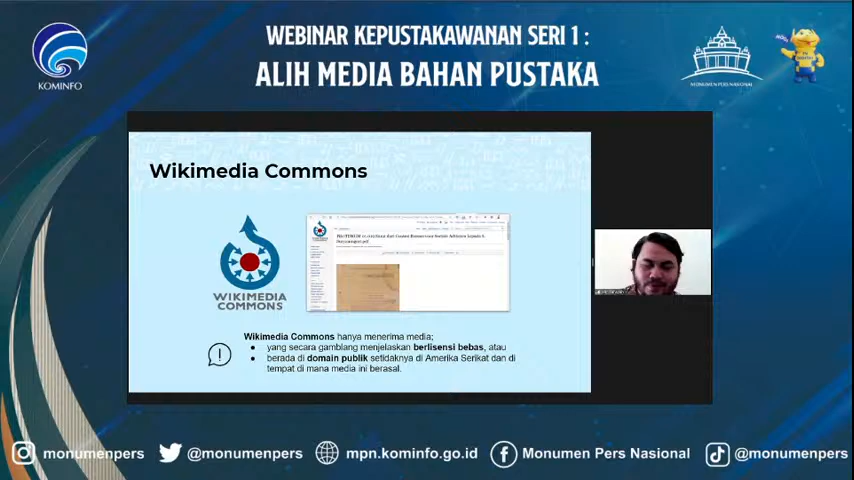 WEBINAR KEPUSTAKAWANAN SERI 1 :
ALIH MEDIA BAHAN PUSTAKA
KOMINFO
MONUMEN PERS NASIONAL
Wikimedia Commons
WIKIMEDIA
COMMONS
Wikimedia Commons hanya menerima media;
● yang secara gamblang menjelaskan berlisensi bebas, atau
● berada di domain publik setidaknya di Amerika Serikat dan di
tempat di mana media ini berasal.
monumenpers
@monumenpers
mpn.kominfo.go.id
Monumen Pers Nasional
@monumenpers